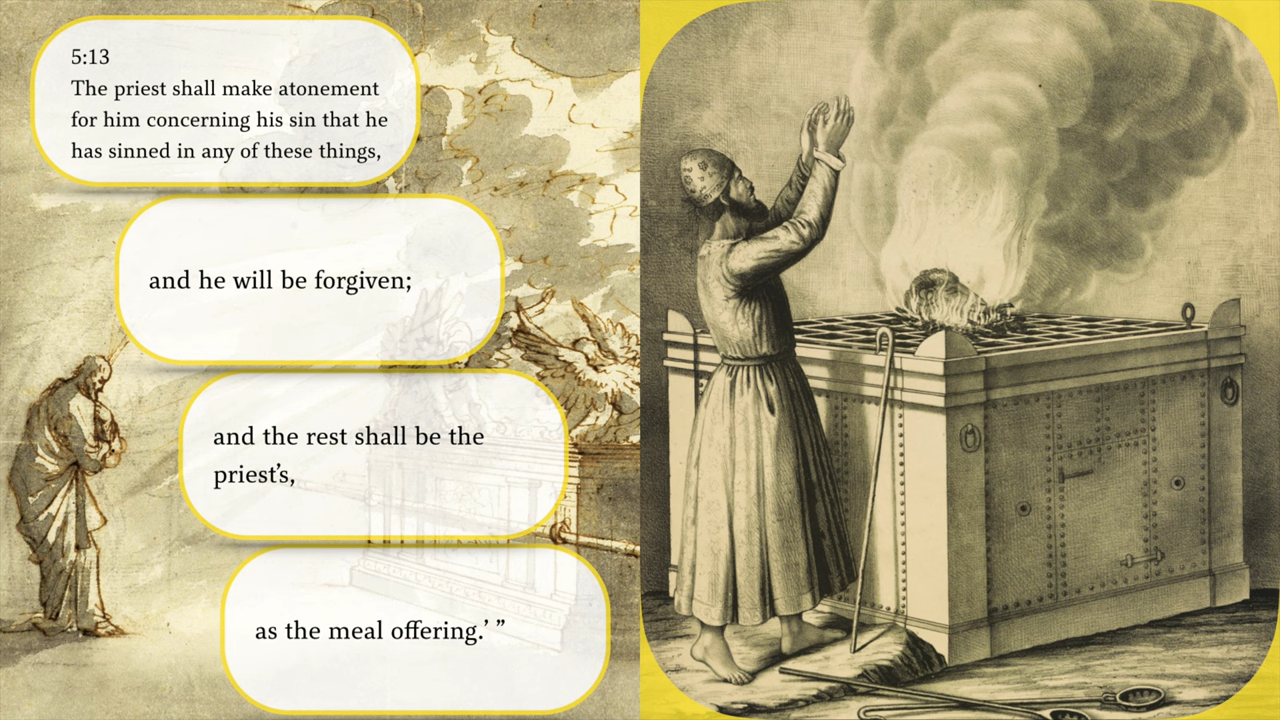 5:13
The priest shall make atonement
for him concerning his sin that he
has sinned in any of these things,
and he will be forgiven;
and the rest shall be the
priest’s,
as the meal offering.’ ”